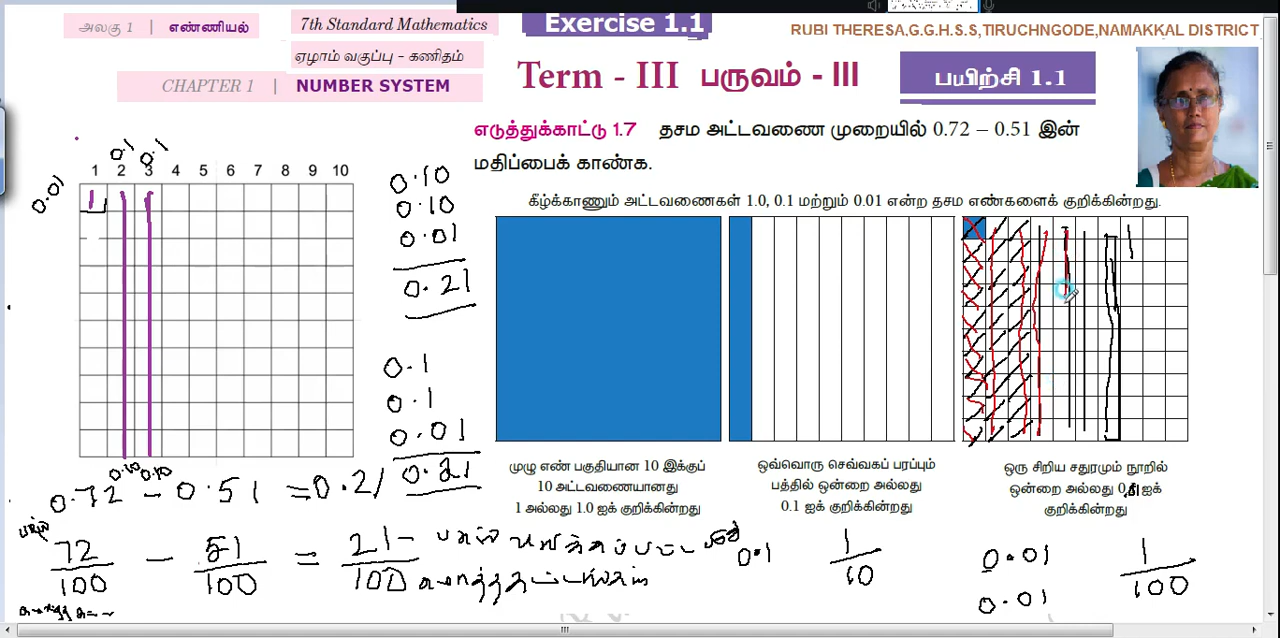 அலகு 1 | எண்ணியல்
7th Standard Mathematics
ஏழாம் வகுப்பு - கணிதம்
CHAPTER 1 | NUMBER SYSTEM
Exercise 1.1
RUBI THERESA,G.G.H.S.S,TIRUCHNGODE,NAMAKKAL DISTRICT
Term - III பருவம் - III
பயிற்சி 1.1
எடுத்துக்காட்டு 1.7 தசம அட்டவணை முறையில் 0.72 – 0.51 இன்
மதிப்பைக் காண்க.
கீழ்க்காணும் அட்டவணைகள் 1.0, 0.1 மற்றும் 0.01 என்ற தசம எண்களைக் குறிக்கின்றது.
0.1 0.1
1 2 3 4 5 6 7 8 9 10
0.01
1
0.10 0.10
0.10
0.10
0.01
0.21
0.1
0.1
0.01
0.21
முழு எண் பகுதியான 10 இக்குப்
10 அட்டவணையானது
1 அல்லது 1.0 ஐக் குறிக்கின்றது
ஒவ்வொரு செவ்வகப் பரப்பும்
பத்தில் ஒன்றை அல்லது
0.1 ஐக் குறிக்கின்றது
ஒரு சிறிய சதுரமும் நூறில்
ஒன்றை அல்லது ஐக்
குறிக்கின்றது
0.72 - 0.51 = 0.21
72/100 - 51/100 = 21/100
0.1
1/10
0.01
0.01
1/100